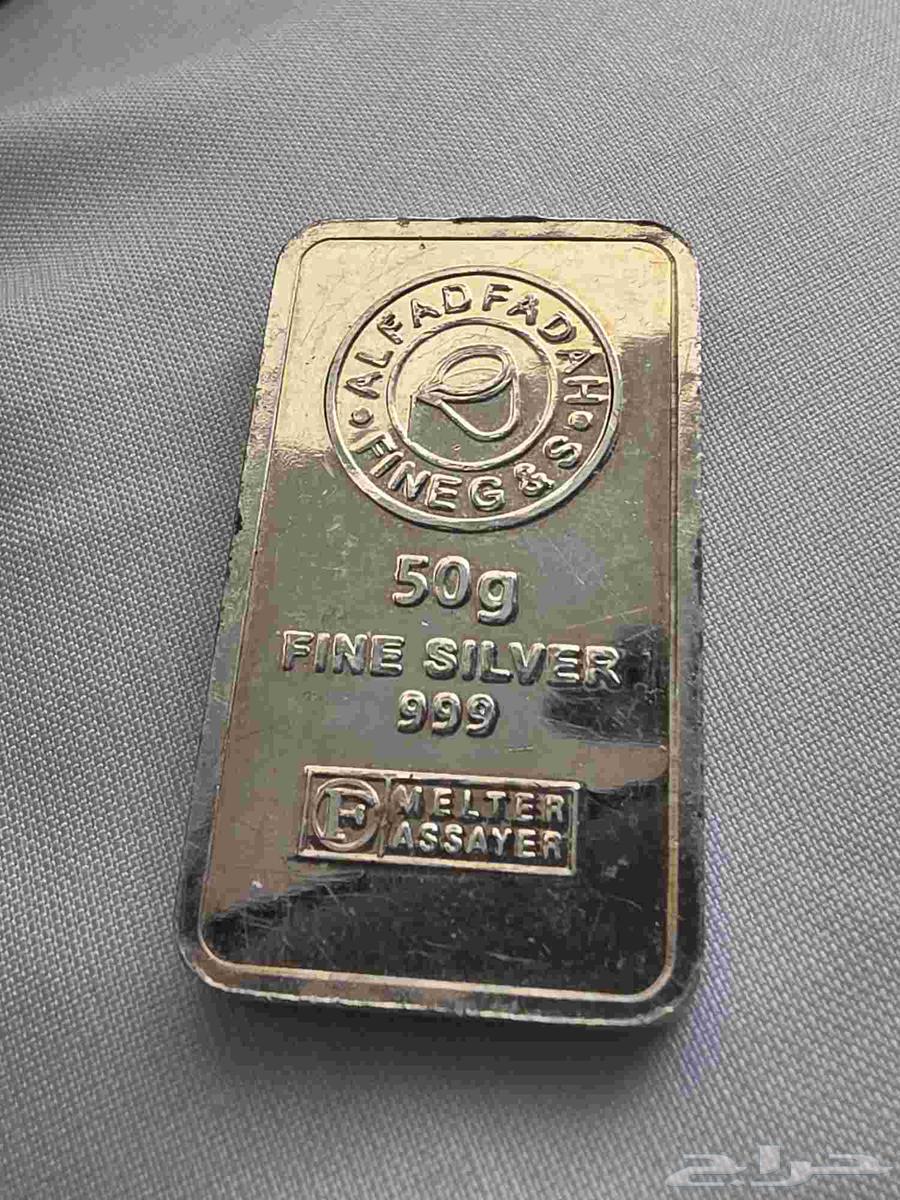 ALFADFADAH
FINE G & S
50g
FINE SILVER
999
F MELTER
ASSAYER
حراج